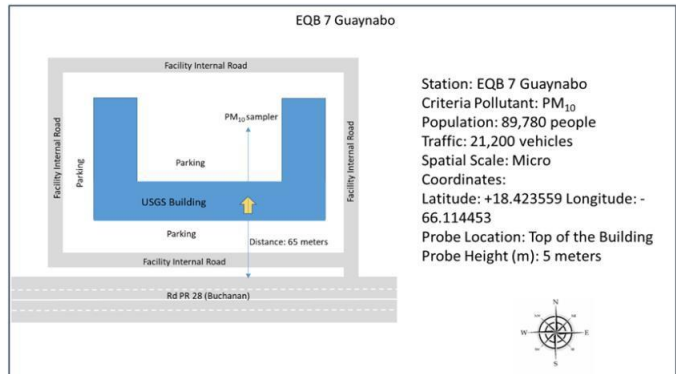 EQB 7 Guaynabo
Facility Internal Road
Facility Internal Road
Parking
PM10 sampler
Parking
USGS Building
Parking
Distance: 65 meters
Facility Internal Road
Facility Internal Road
Rd PR 28 (Buchanan)
Station: EQB 7 Guaynabo
Criteria Pollutant: PM10
Population: 89,780 people
Traffic: 21,200 vehicles
Spatial Scale: Micro
Coordinates:
Latitude: +18.423559 Longitude: -
66.114453
Probe Location: Top of the Building
Probe Height (m): 5 meters
N
W
E
S